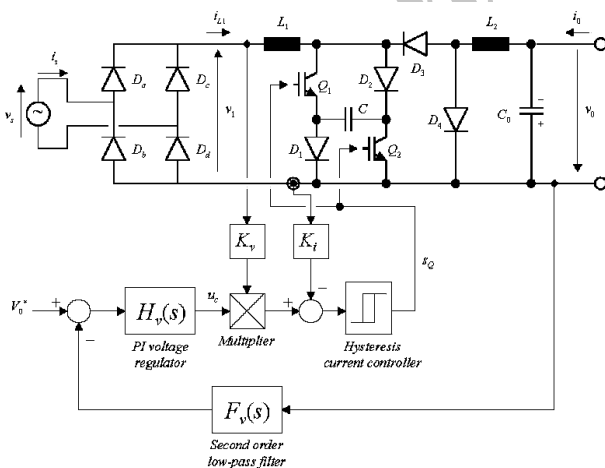 i_L1 L_1 L_2 i_0
i_s D_a D_c v_1 Q_1 D_2 D_3
v_s C D_4 C_0 v_0
D_b D_d D_1 Q_2
K_v K_i
s_Q
V_0* + H_v(s) u_c + −
−
PI voltage
regulator
Multiplier
Hysteresis
current controller
F_v(s)
Second order
low-pass filter